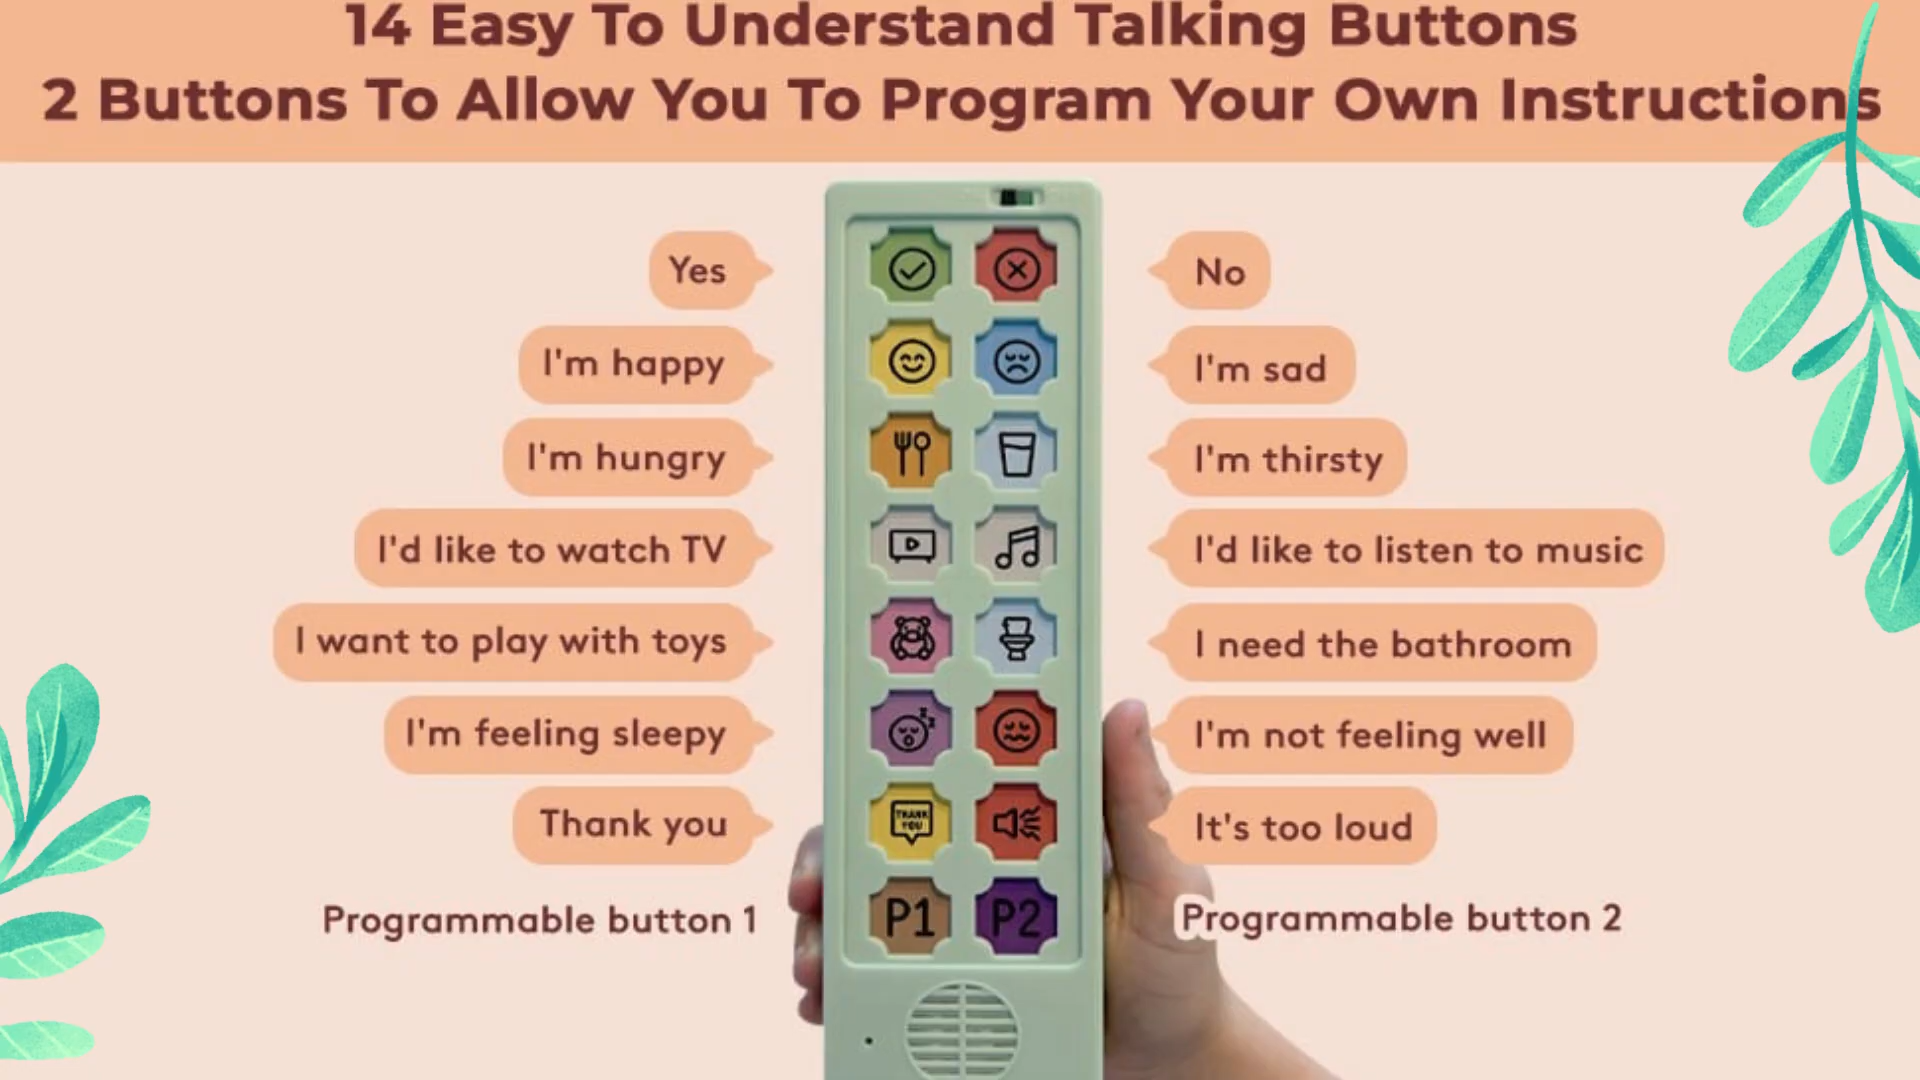 14 Easy To Understand Talking Buttons
2 Buttons To Allow You To Program Your Own Instructions
Yes
No
I'm happy
I'm sad
I'm hungry
I'm thirsty
I'd like to watch TV
I'd like to listen to music
I want to play with toys
I need the bathroom
I'm feeling sleepy
I'm not feeling well
Thank you
THANK
YOU
It's too loud
Programmable button 1
P1
P2
Programmable button 2